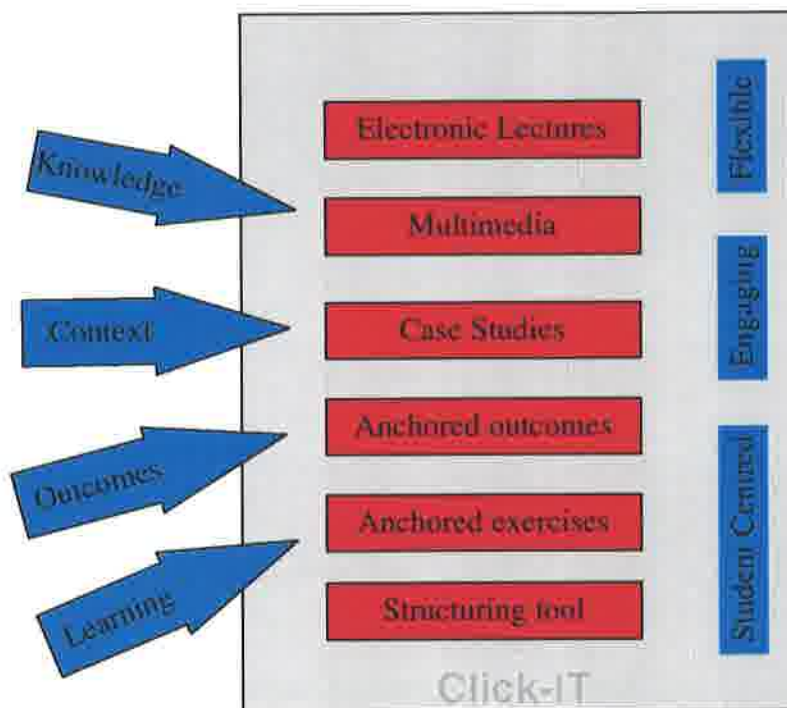 Knowledge
Context
Outcomes
Learning
Electronic Lectures
Multimedia
Case Studies
Anchored outcomes
Anchored exercises
Structuring tool
Flexible
Engaging
Student Centred
Click-IT